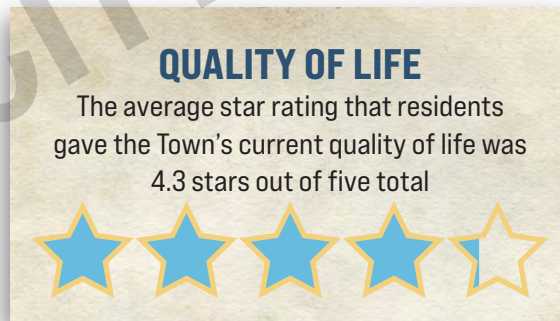 QUALITY OF LIFE
The average star rating that residents
gave the Town's current quality of life was
4.3 stars out of five total